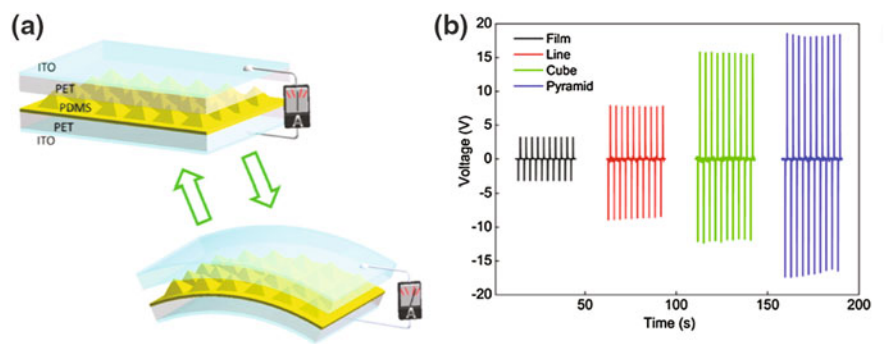 (a)
ITO
PET
PDMS
PET
ITO
A
A
(b)
Film
Line
Cube
Pyramid
Voltage (V)
20
15
10
5
0
-5
-10
-15
-20
50
100
150
200
Time (s)